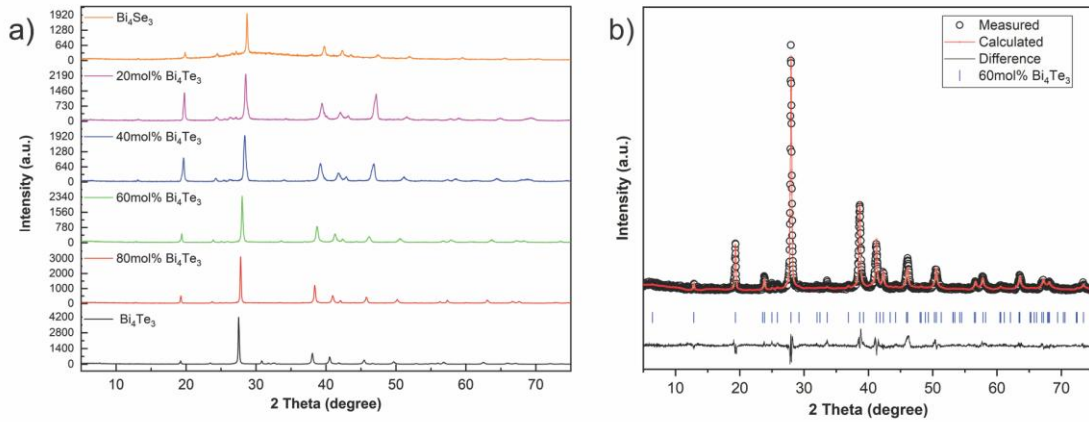 a)
Intensity (a.u.)
1920
1280
640
0
Bi₄Se₃
2190
1460
730
0
20mol% Bi₄Te₃
1920
1280
640
0
40mol% Bi₄Te₃
2340
1560
780
0
60mol% Bi₄Te₃
3000
2000
1000
0
80mol% Bi₄Te₃
4200
2800
1400
0
Bi₄Te₃
10 20 30 40 50 60 70
2 Theta (degree)
b)
Intensity (a.u.)
Measured
Calculated
Difference
60mol% Bi₄Te₃
10 20 30 40 50 60 70
2 Theta (degree)